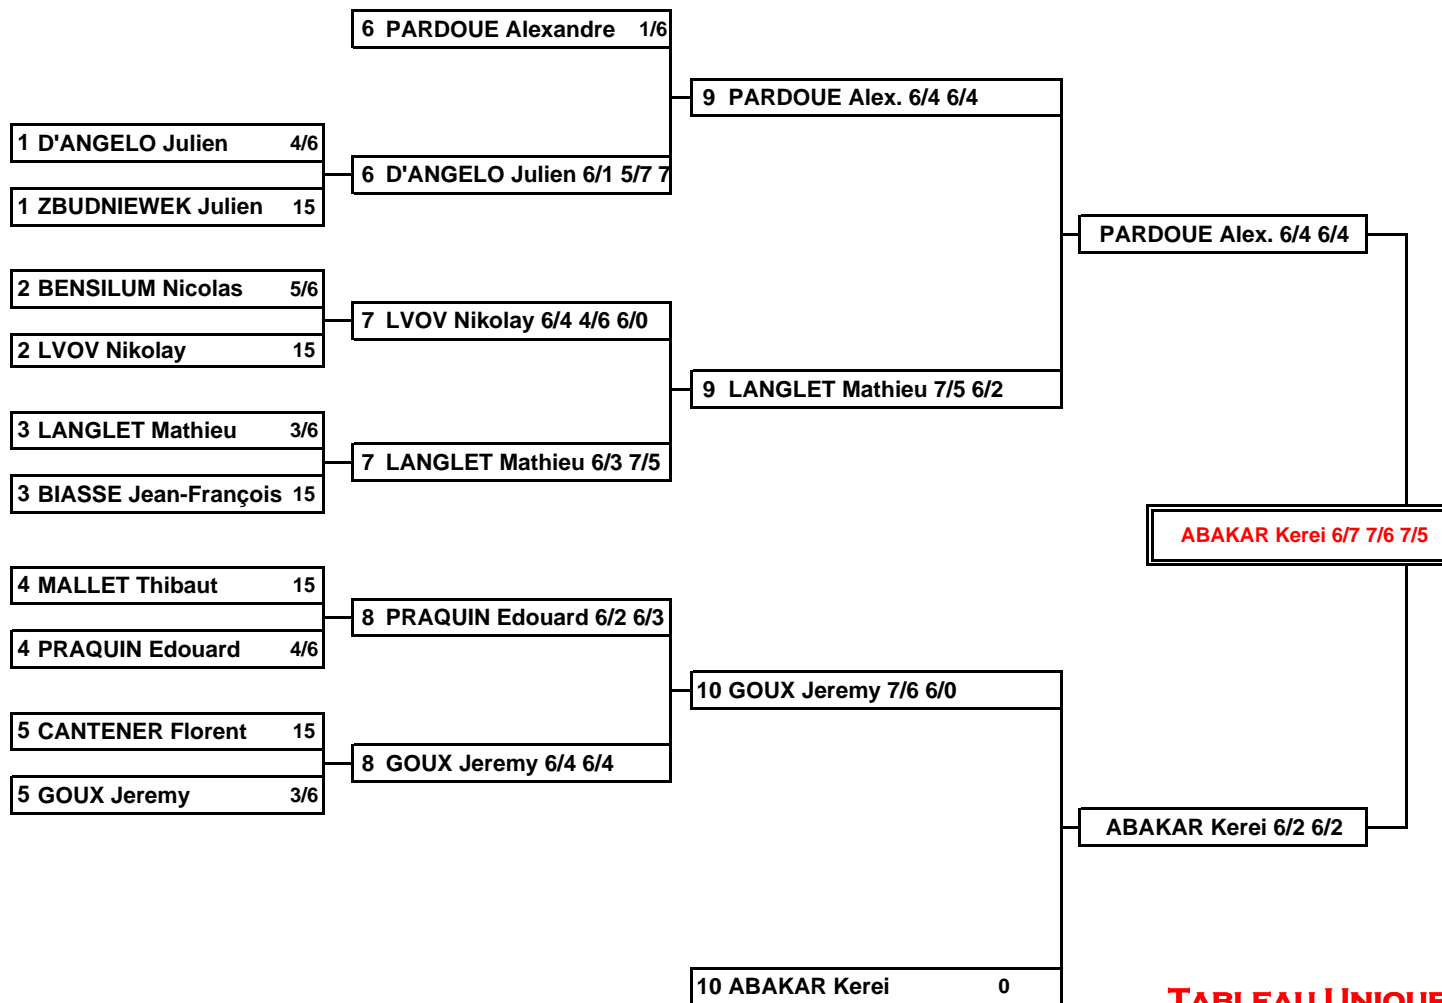 6 PARDOUE Alexandre 1/6
9 PARDOUE Alex. 6/4 6/4
1 D'ANGELO Julien 4/6
6 D'ANGELO Julien 6/1 5/7 7
1 ZBUDNIEWEK Julien 15
PARDOUE Alex. 6/4 6/4
2 BENSILUM Nicolas 5/6
7 LVOV Nikolay 6/4 4/6 6/0
2 LVOV Nikolay 15
9 LANGLET Mathieu 7/5 6/2
3 LANGLET Mathieu 3/6
7 LANGLET Mathieu 6/3 7/5
3 BIASSE Jean-François 15
ABAKAR Kerei 6/7 7/6 7/5
4 MALLET Thibaut 15
8 PRAQUIN Edouard 6/2 6/3
4 PRAQUIN Edouard 4/6
10 GOUX Jeremy 7/6 6/0
5 CANTENER Florent 15
8 GOUX Jeremy 6/4 6/4
5 GOUX Jeremy 3/6
ABAKAR Kerei 6/2 6/2
10 ABAKAR Kerei 0
TABLEAU UNIQUE